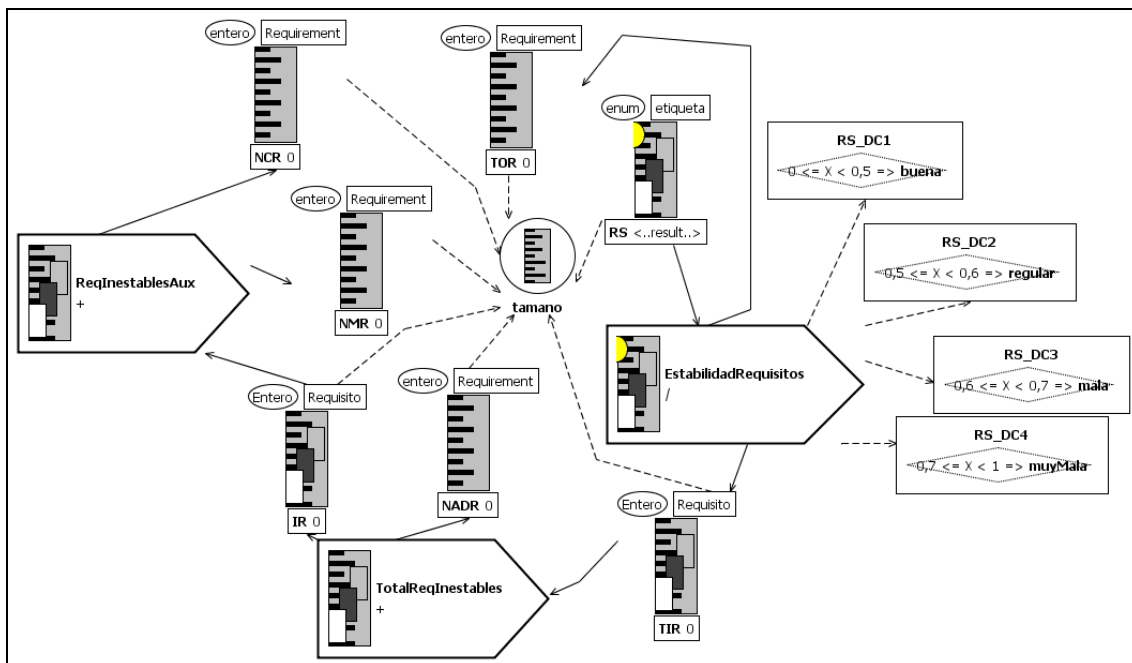 entero Requirement
NCR 0
entero Requirement
TOR 0
enum etiqueta
RS <..result..>
RS_DC1
0 <= X < 0,5 => buena
entero Requirement
NMR 0
tamano
RS_DC2
0,5 <= X < 0,6 => regular
ReqInestablesAux
+
EstabilidadRequisitos
/
RS_DC3
0,6 <= X < 0,7 => mala
Entero Requisito
IR 0
entero Requirement
NADR 0
RS_DC4
0,7 <= X < 1 => muyMala
Entero Requisito
TIR 0
TotalReqInestables
+